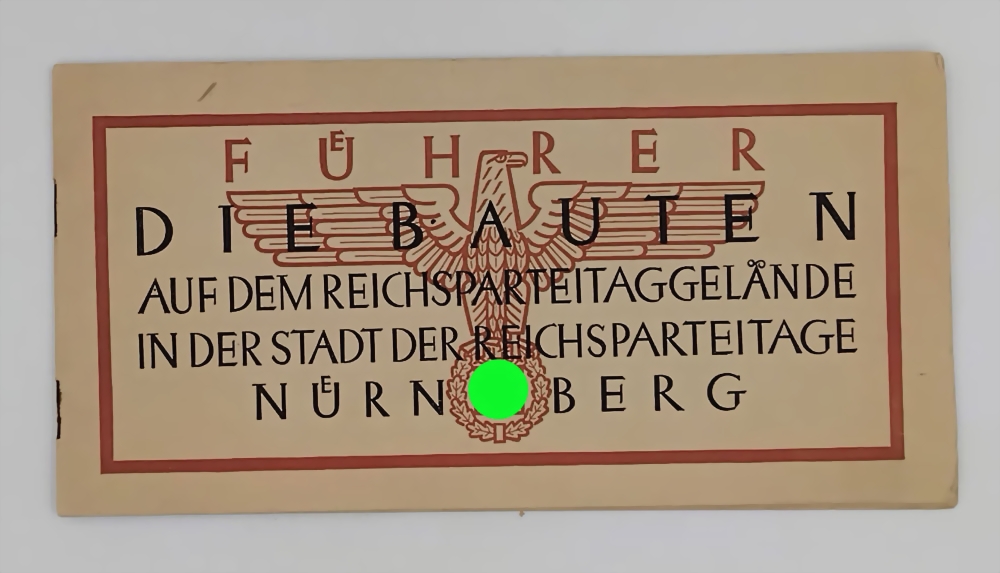 FÜHRER
DIE BAUTEN
AUF DEM REICHSPARTEITAGGELÄNDE
IN DER STADT DER REICHSPARTEITAGE
NÜRNBERG